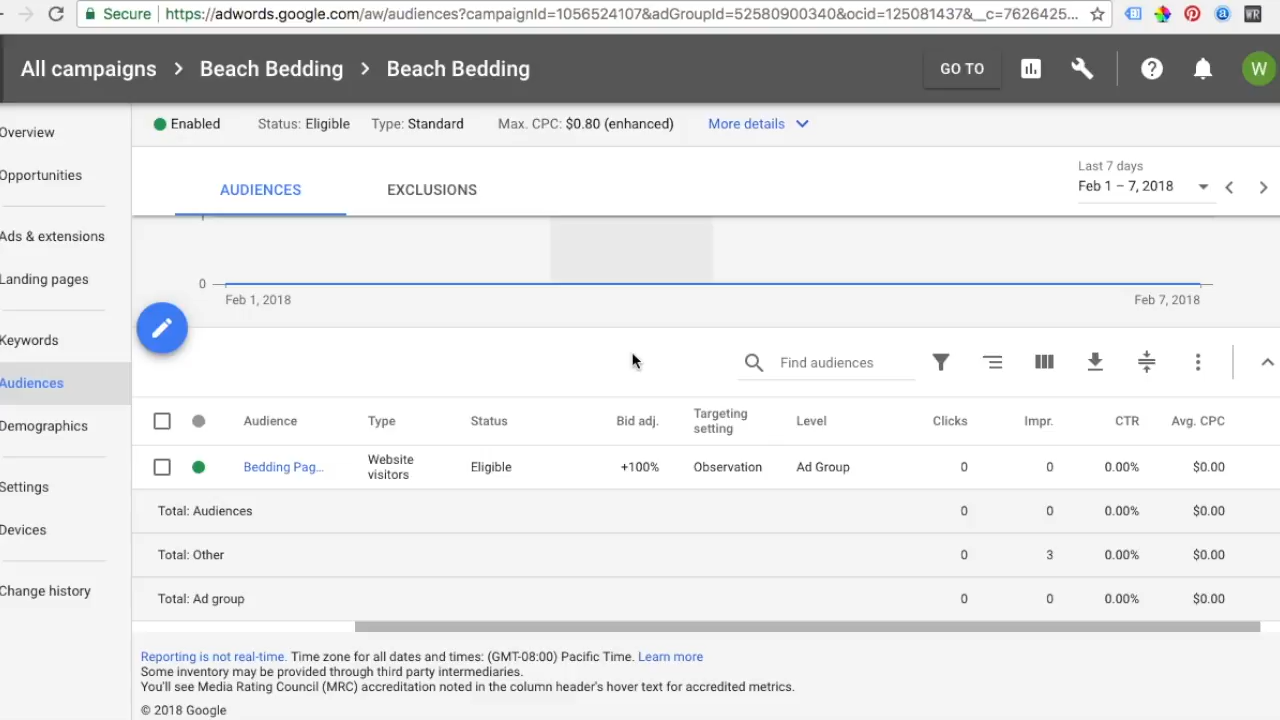 Secure https://adwords.google.com/aw/audiences?campaignId=1056524107&adGroupId=52580900340&ocid=125081437&__c=7626425...
WR
All campaigns > Beach Bedding > Beach Bedding
GO TO
W
Overview
Opportunities
Ads & extensions
Landing pages
Keywords
Audiences
Demographics
Settings
Devices
Change history
Enabled Status: Eligible Type: Standard Max. CPC: $0.80 (enhanced) More details
AUDIENCES EXCLUSIONS
Last 7 days
Feb 1 – 7, 2018
0
Feb 1, 2018 Feb 7, 2018
Find audiences
Audience Type Status Bid adj. Targeting setting Level Clicks Impr. CTR Avg. CPC
Bedding Pag... Website visitors Eligible +100% Observation Ad Group 0 0 0.00% $0.00
Total: Audiences 0 0 0.00% $0.00
Total: Other 0 3 0.00% $0.00
Total: Ad group 0 0 0.00% $0.00
Reporting is not real-time. Time zone for all dates and times: (GMT-08:00) Pacific Time. Learn more
Some inventory may be provided through third party intermediaries.
You'll see Media Rating Council (MRC) accreditation noted in the column header's hover text for accredited metrics.
© 2018 Google